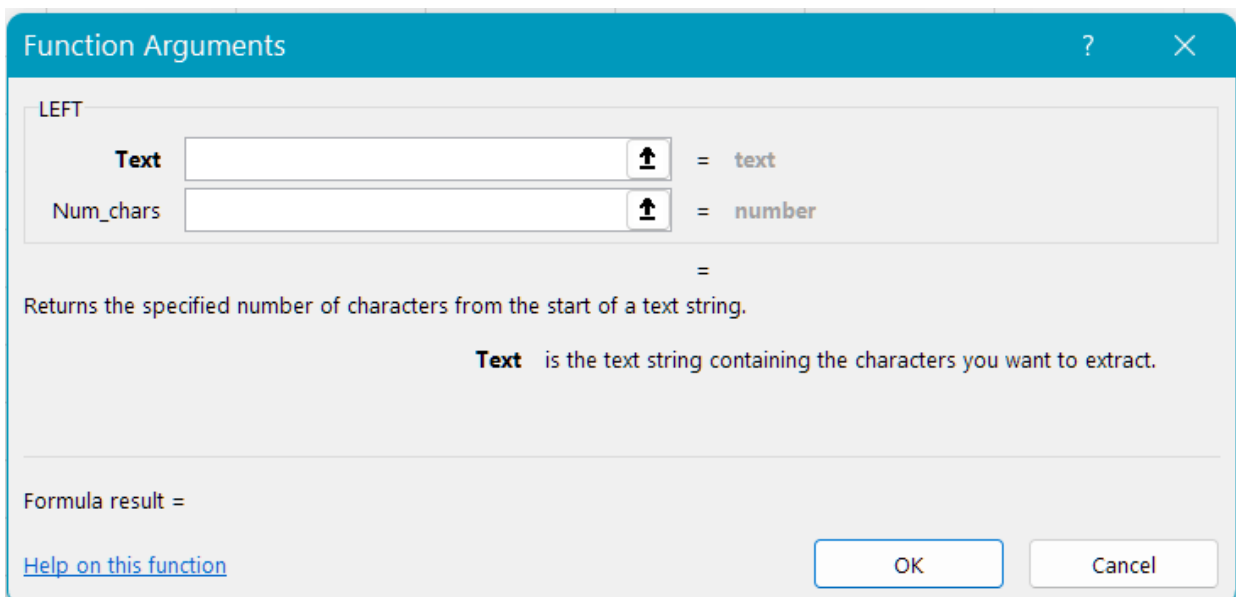 Function Arguments ? ×
LEFT
Text = text
Num_chars = number
=
Returns the specified number of characters from the start of a text string.
Text is the text string containing the characters you want to extract.
Formula result =
Help on this function OK Cancel